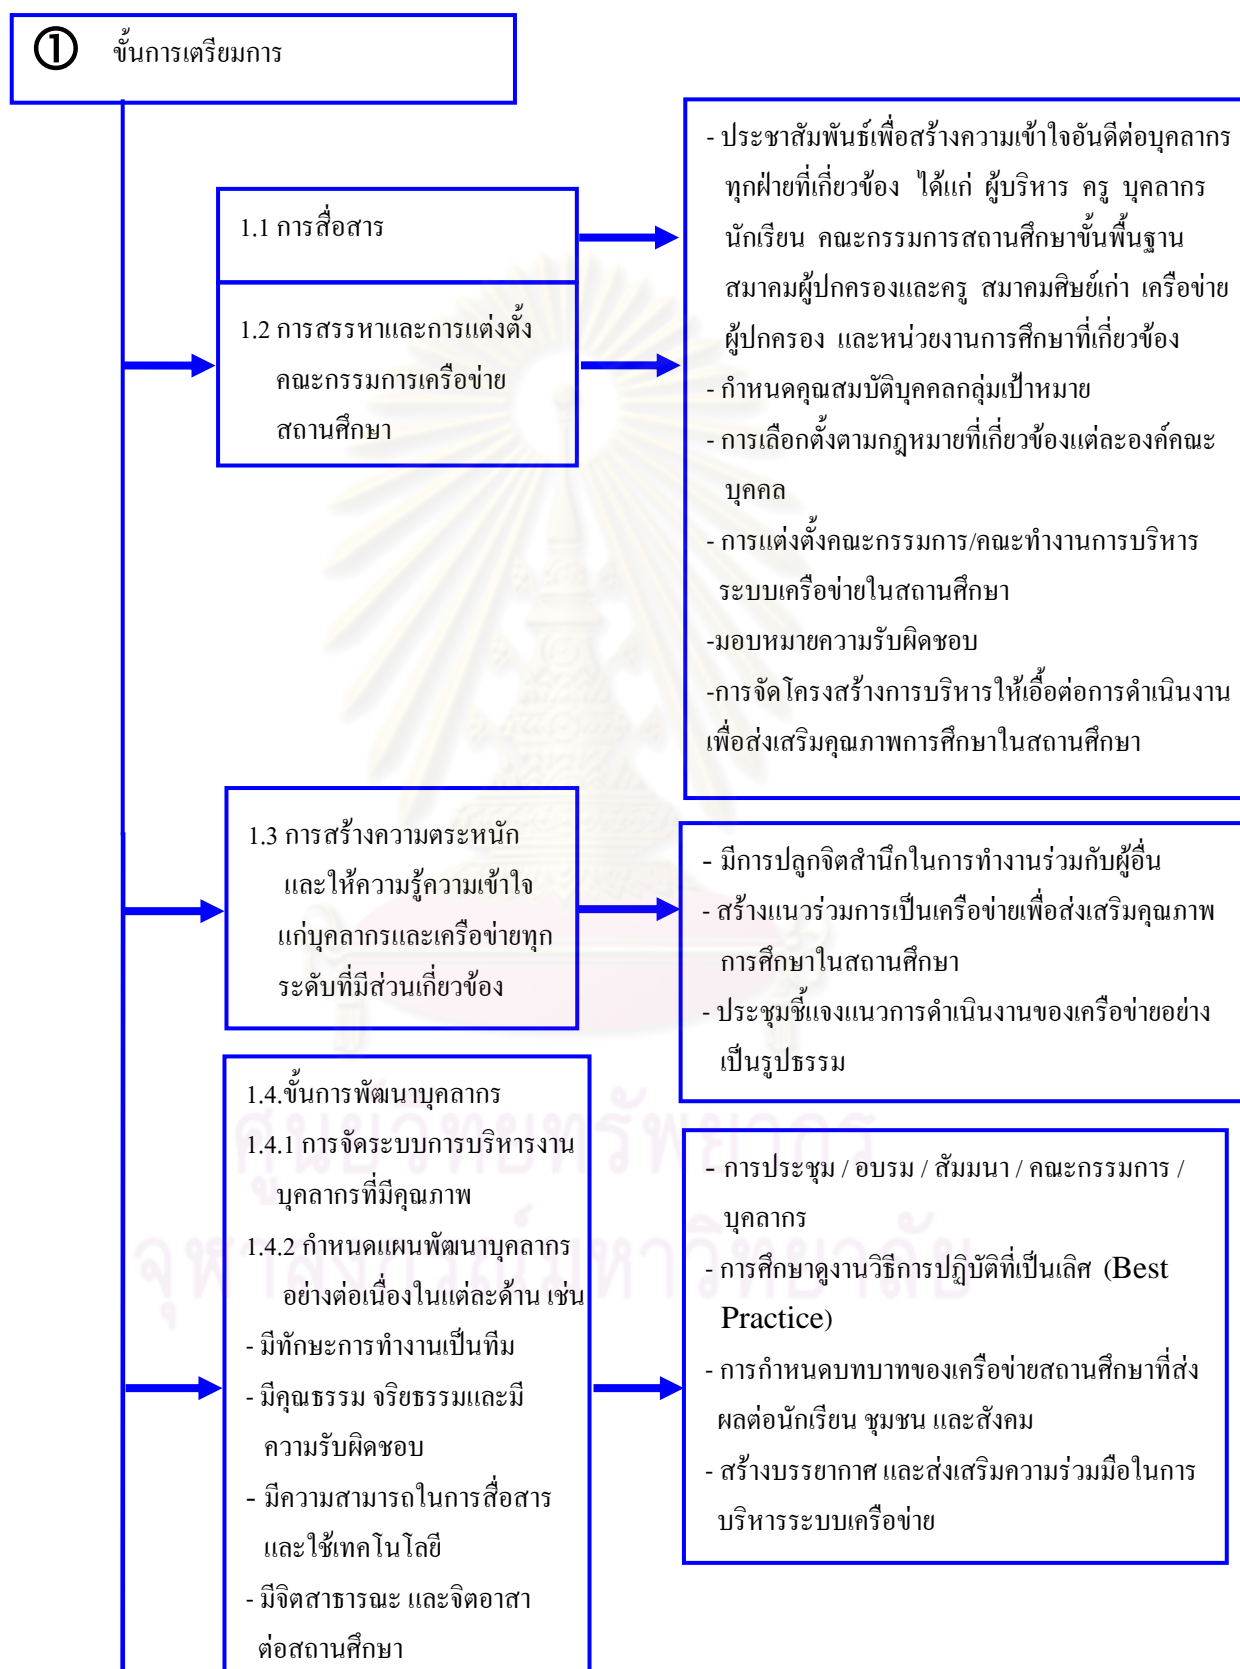 ① ขั้นการเตรียมการ
1.1 การสื่อสาร
1.2 การสรรหาและการแต่งตั้ง
คณะกรรมการเครือข่าย
สถานศึกษา
- ประชาสัมพันธ์เพื่อสร้างความเข้าใจอันดีต่อบุคลากร
ทุกฝ่ายที่เกี่ยวข้อง ได้แก่ ผู้บริหาร ครู บุคลากร
นักเรียน คณะกรรมการสถานศึกษาขั้นพื้นฐาน
สมาคมผู้ปกครองและครู สมาคมศิษย์เก่า เครือข่าย
ผู้ปกครอง และหน่วยงานการศึกษาที่เกี่ยวข้อง
- กำหนดคุณสมบัติบุคคลกลุ่มเป้าหมาย
- การเลือกตั้งตามกฎหมายที่เกี่ยวข้องแต่ละองค์คณะ
บุคคล
- การแต่งตั้งคณะกรรมการ/คณะทำงานการบริหาร
ระบบเครือข่ายในสถานศึกษา
-มอบหมายความรับผิดชอบ
-การจัดโครงสร้างการบริหารให้เอื้อต่อการดำเนินงาน
เพื่อส่งเสริมคุณภาพการศึกษาในสถานศึกษา
1.3 การสร้างความตระหนัก
และให้ความรู้ความเข้าใจ
แก่บุคลากรและเครือข่ายทุก
ระดับที่มีส่วนเกี่ยวข้อง
- มีการปลูกจิตสำนึกในการทำงานร่วมกับผู้อื่น
- สร้างแนวร่วมการเป็นเครือข่ายเพื่อส่งเสริมคุณภาพ
การศึกษาในสถานศึกษา
- ประชุมชี้แจงแนวการดำเนินงานของเครือข่ายอย่าง
เป็นรูปธรรม
1.4.ขั้นการพัฒนาบุคลากร
1.4.1 การจัดระบบการบริหารงาน
บุคลากรที่มีคุณภาพ
1.4.2 กำหนดแผนพัฒนาบุคลากร
อย่างต่อเนื่องในแต่ละด้าน เช่น
- มีทักษะการทำงานเป็นทีม
- มีคุณธรรม จริยธรรมและมี
ความรับผิดชอบ
- มีความสามารถในการสื่อสาร
และใช้เทคโนโลยี
- มีจิตสาธารณะ และจิตอาสา
ต่อสถานศึกษา
- การประชุม / อบรม / สัมมนา / คณะกรรมการ /
บุคลากร
- การศึกษาดูงานวิธีการปฏิบัติที่เป็นเลิศ (Best
Practice)
- การกำหนดบทบาทของเครือข่ายสถานศึกษาที่ส่ง
ผลต่อนักเรียน ชุมชน และสังคม
- สร้างบรรยากาศ และส่งเสริมความร่วมมือในการ
บริหารระบบเครือข่าย
ศูนย์วิทยทรัพยากร
จุฬาลงกรณ์มหาวิทยาลัย